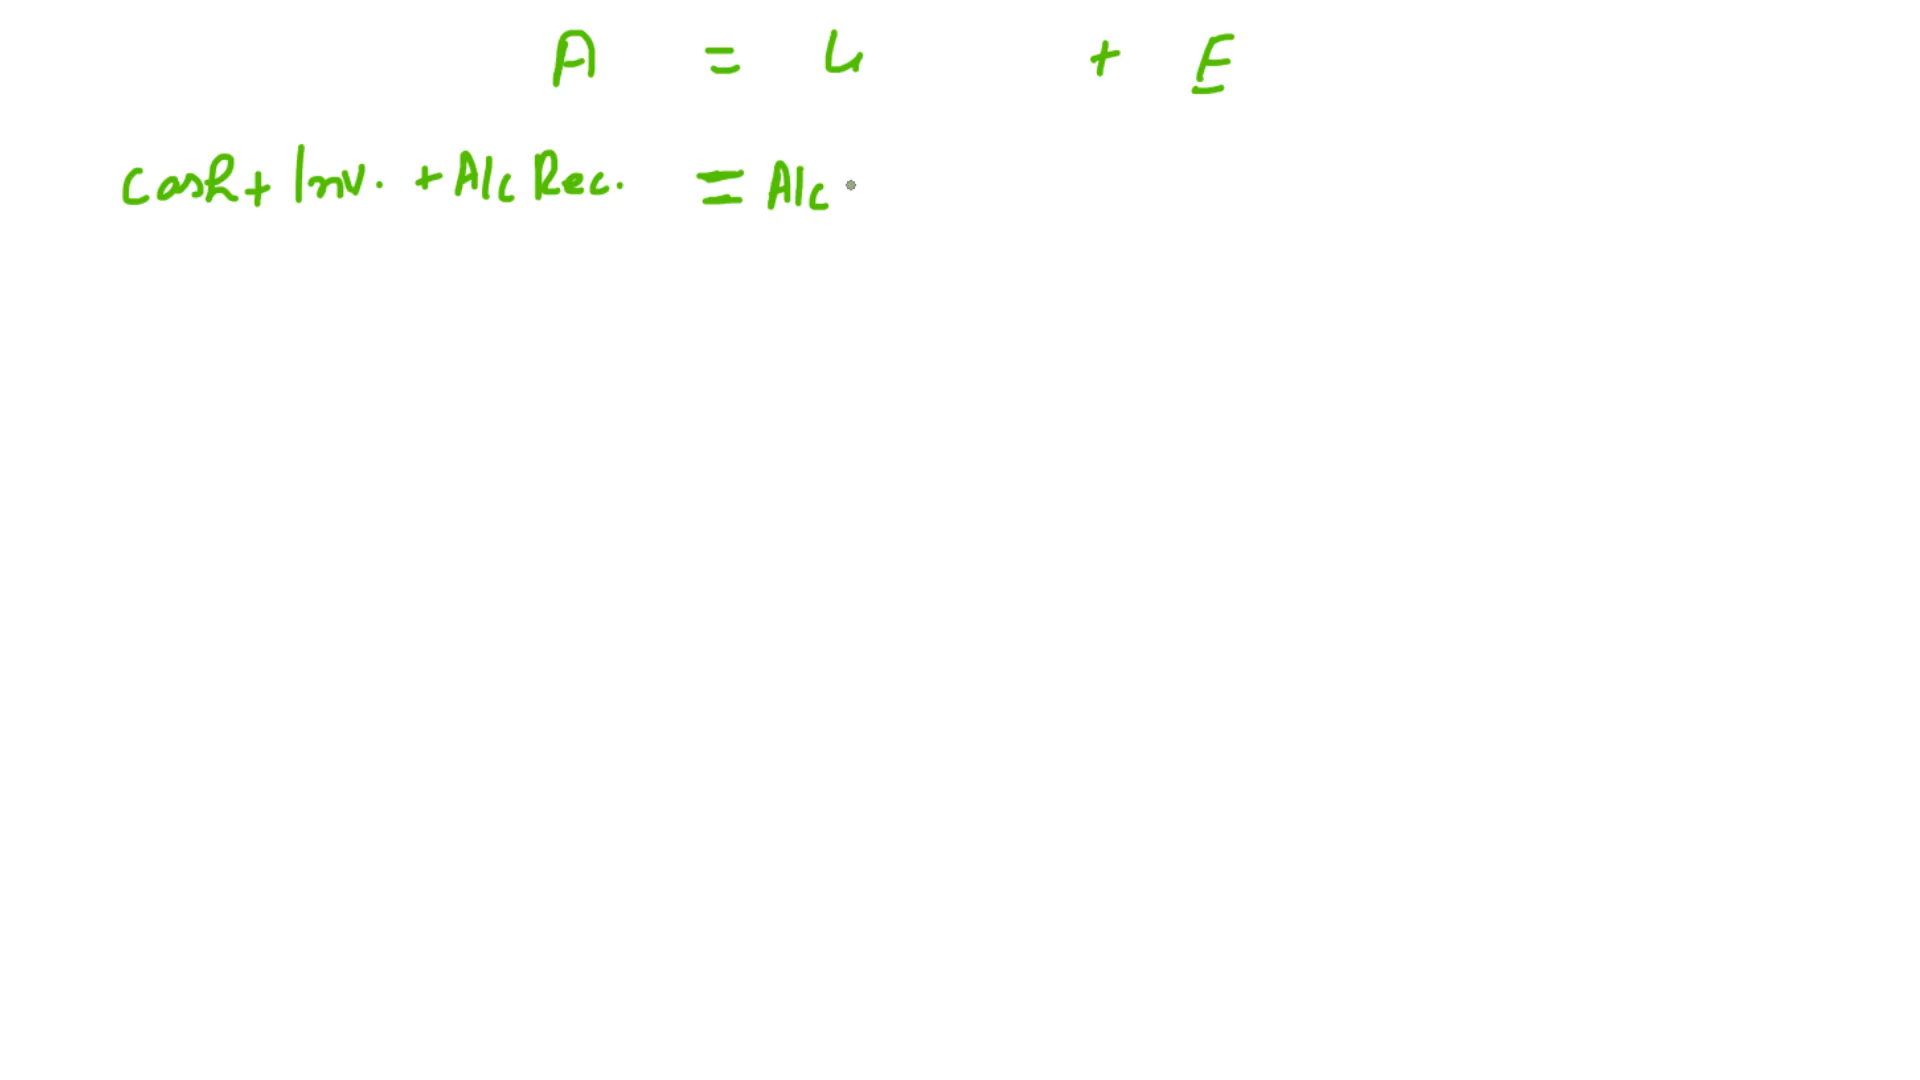 A = L + E
Cash + Inv. + A/c Rec. = A/c